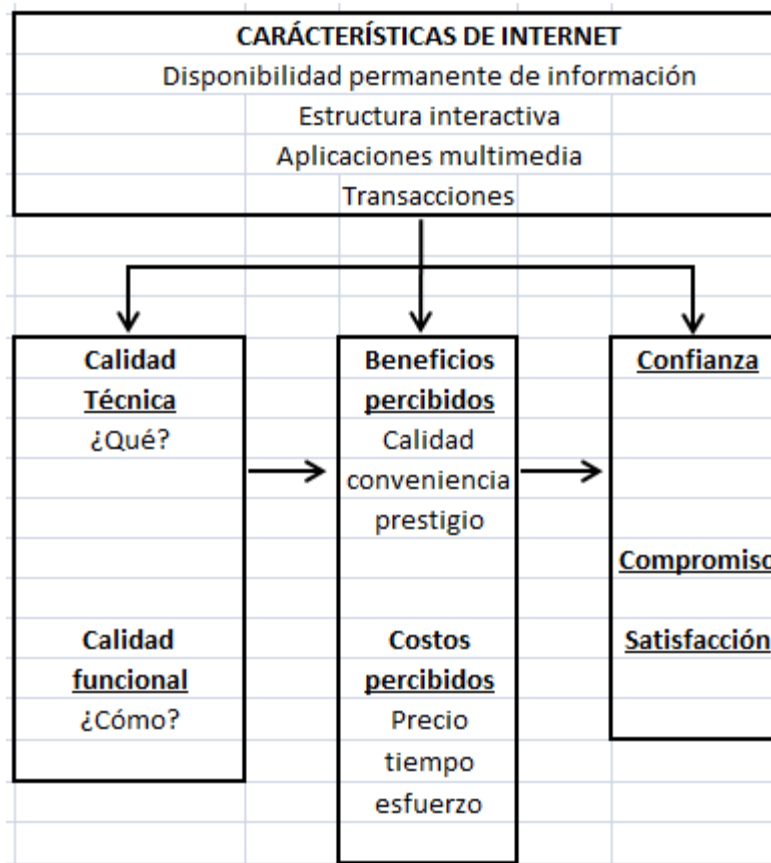 CARÁCTERÍSTICAS DE INTERNET
Disponibilidad permanente de información
Estructura interactiva
Aplicaciones multimedia
Transacciones
Calidad
Técnica
¿Qué?
Calidad
funcional
¿Cómo?
Beneficios
percibidos
Calidad
conveniencia
prestigio
Costos
percibidos
Precio
tiempo
esfuerzo
Confianza
Compromiso
Satisfacción